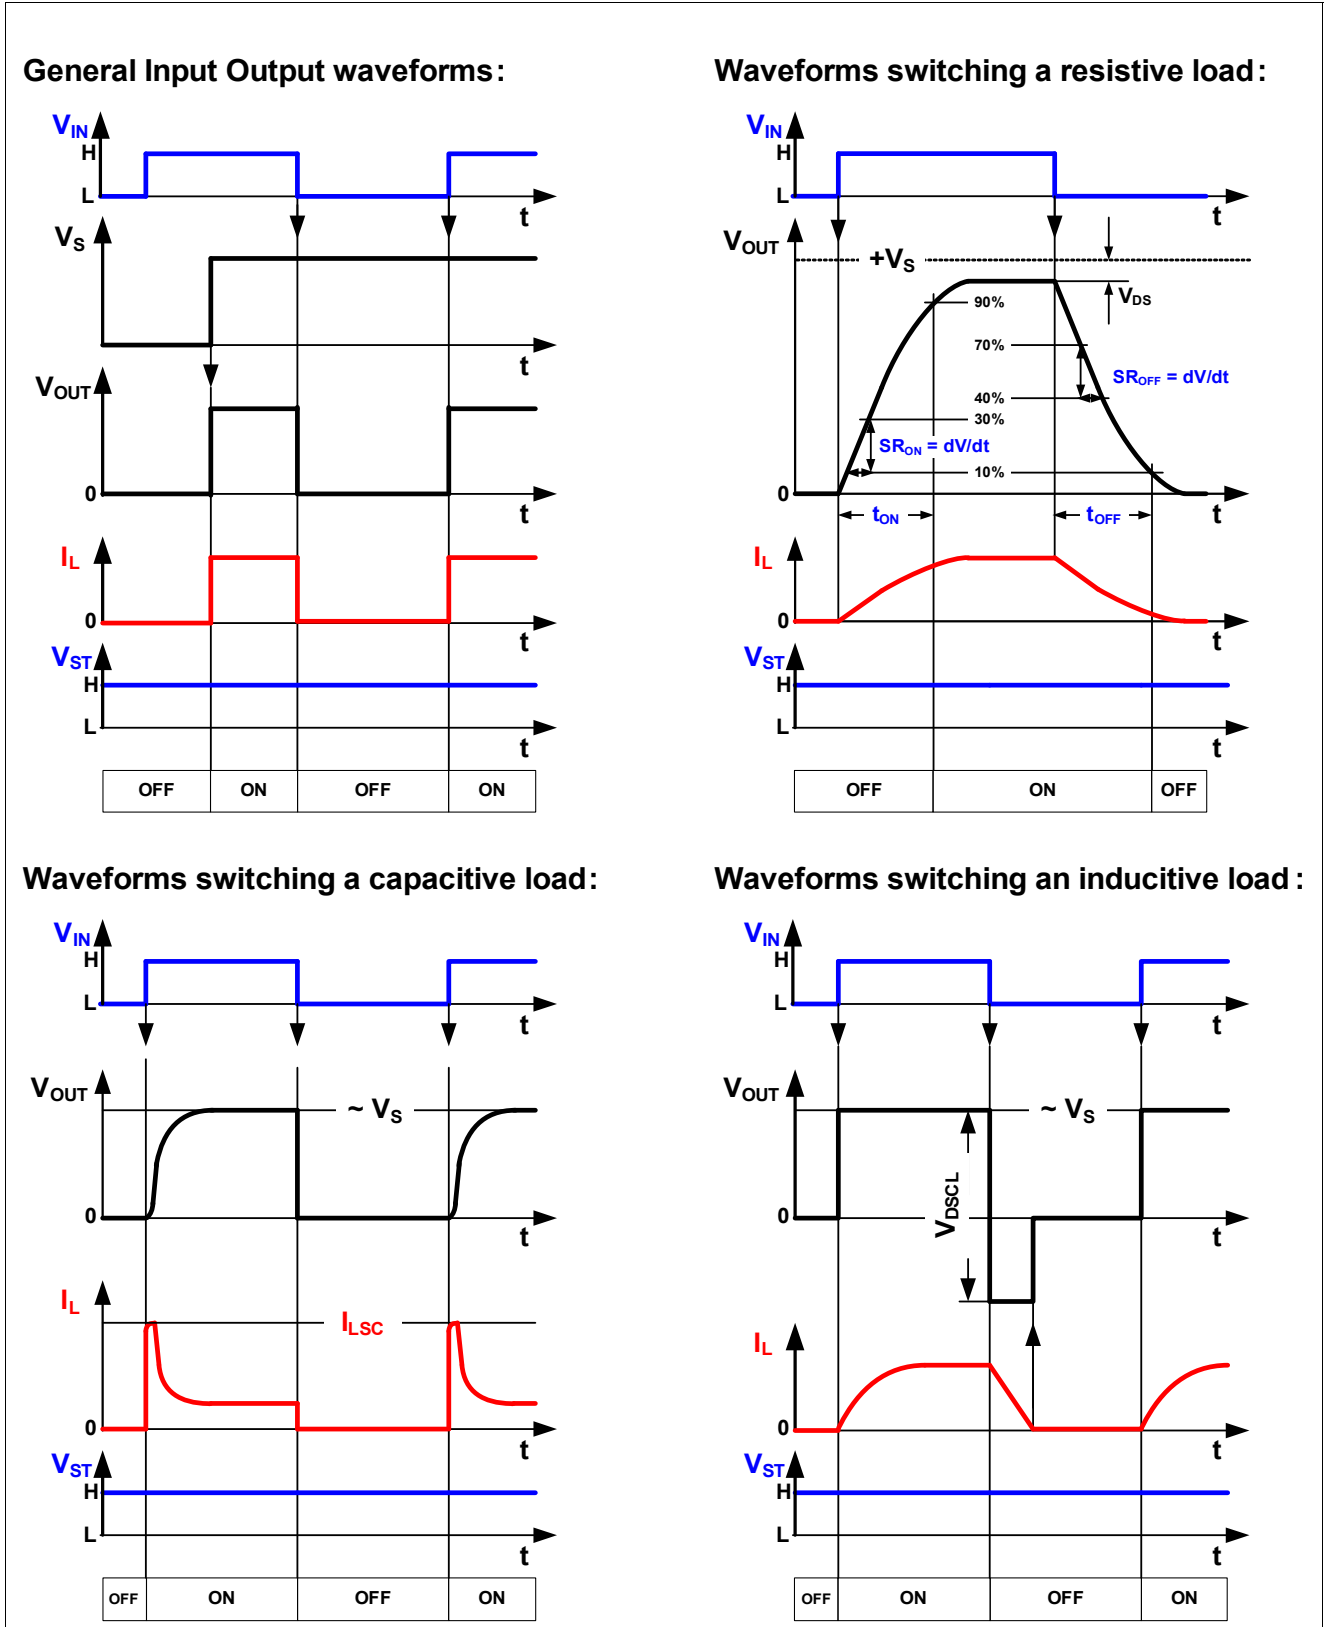 General Input Output waveforms:
VIN
H
L
t
VS
t
VOUT
0
t
IL
0
t
VST
H
L
t
OFF ON OFF ON
Waveforms switching a resistive load:
VIN
H
L
t
VOUT
+VS
VDS
90%
70%
SROFF = dV/dt
40%
30%
SRON = dV/dt
10%
0
t
tON
tOFF
IL
0
t
VST
H
L
t
OFF ON OFF
Waveforms switching a capacitive load:
VIN
H
L
t
VOUT
~ VS
0
t
IL
ILSC
0
t
VST
H
L
t
OFF ON OFF ON
Waveforms switching an inducitive load :
VIN
H
L
t
VOUT
~ VS
VDSCL
0
t
IL
0
t
VST
H
L
t
OFF ON OFF ON